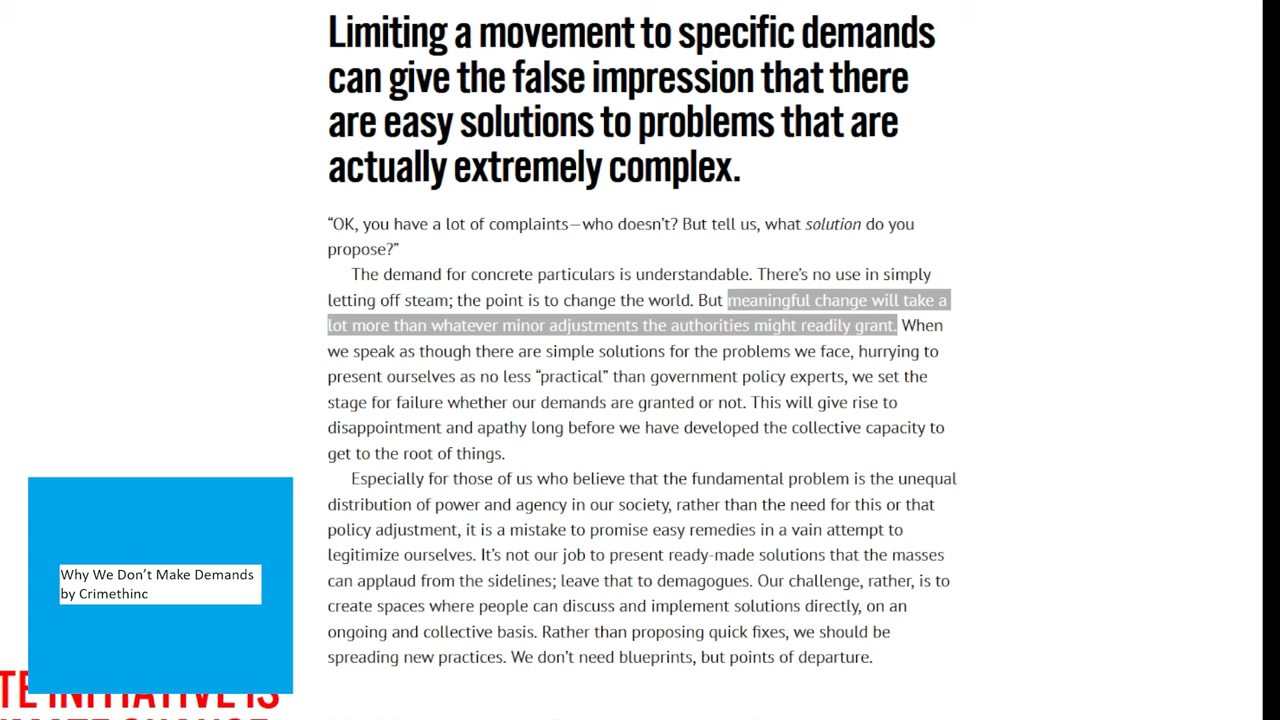 Limiting a movement to specific demands
can give the false impression that there
are easy solutions to problems that are
actually extremely complex.
“OK, you have a lot of complaints—who doesn’t? But tell us, what solution do you
propose?”
The demand for concrete particulars is understandable. There’s no use in simply
letting off steam; the point is to change the world. But meaningful change will take a
lot more than whatever minor adjustments the authorities might readily grant. When
we speak as though there are simple solutions for the problems we face, hurrying to
present ourselves as no less “practical” than government policy experts, we set the
stage for failure whether our demands are granted or not. This will give rise to
disappointment and apathy long before we have developed the collective capacity to
get to the root of things.
Especially for those of us who believe that the fundamental problem is the unequal
distribution of power and agency in our society, rather than the need for this or that
policy adjustment, it is a mistake to promise easy remedies in a vain attempt to
legitimize ourselves. It’s not our job to present ready-made solutions that the masses
can applaud from the sidelines; leave that to demagogues. Our challenge, rather, is to
create spaces where people can discuss and implement solutions directly, on an
ongoing and collective basis. Rather than proposing quick fixes, we should be
spreading new practices. We don’t need blueprints, but points of departure.
Why We Don’t Make Demands
by Crimethinc